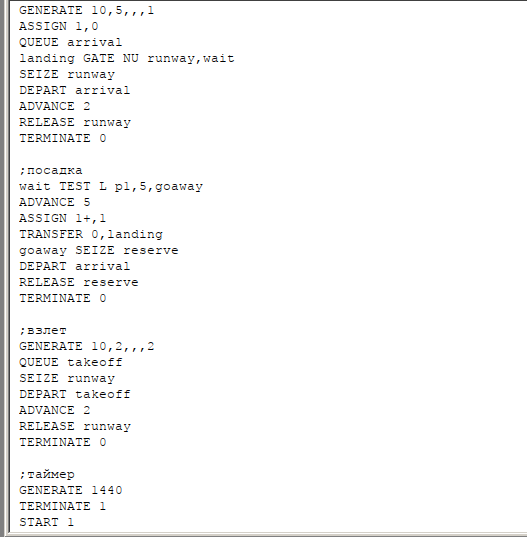 GENERATE 10,5,,,1
ASSIGN 1,0
QUEUE arrival
landing GATE NU runway,wait
SEIZE runway
DEPART arrival
ADVANCE 2
RELEASE runway
TERMINATE 0
;посадка
wait TEST L p1,5,goaway
ADVANCE 5
ASSIGN 1+,1
TRANSFER 0,landing
goaway SEIZE reserve
DEPART arrival
RELEASE reserve
TERMINATE 0
;взлет
GENERATE 10,2,,,2
QUEUE takeoff
SEIZE runway
DEPART takeoff
ADVANCE 2
RELEASE runway
TERMINATE 0
;таймер
GENERATE 1440
TERMINATE 1
START 1